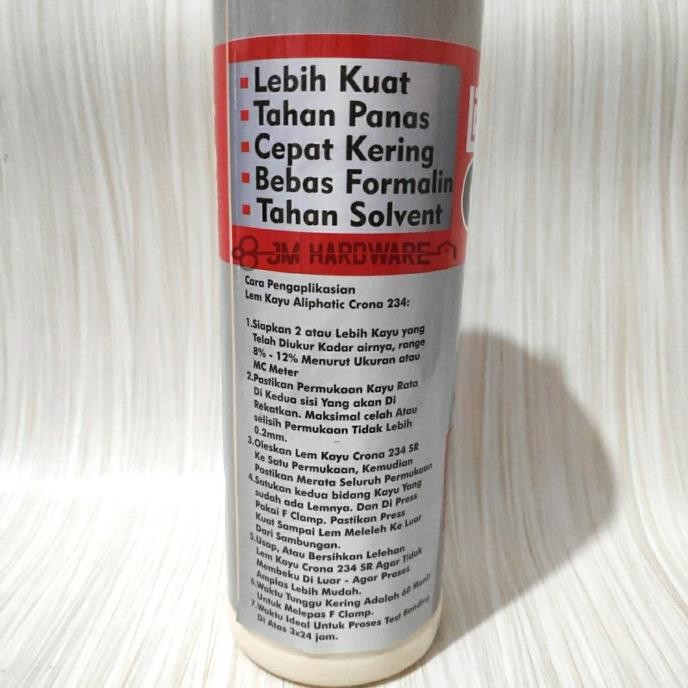 Lebih Kuat
Tahan Panas
Cepat Kering
Bebas Formalin
Tahan Solvent
JM HARDWARE
Cara Pengaplikasian
Lem Kayu Aliphatic Crona 234:
1.Siapkan 2 atau Lebih Kayu yang
Telah Diukur Kadar airnya, range
8% - 12% Menurut Ukuran atau
MC Meter
2.Pastikan Permukaan Kayu Rata
Di Kedua sisi Yang akan Di
Rekatkan. Maksimal celah Atau
selisih Permukaan Tidak Lebih
0.2mm.
3.Oleskan Lem Kayu Crona 234 SR
Ke Satu Permukaan, Kemudian
Pastikan Merata Seluruh Permukaan
4.Satukan kedua bidang Kayu Yang
sudah ada Lemnya. Dan Di Press
Pakai F Clamp. Pastikan Press
Kuat Sampai Lem Meleleh Ke Luar
Dari Sambungan.
5.Usap, Atau Bersihkan Lelehan
Lem Kayu Crona 234 SR Agar Tidak
Membeku Di Luar - Agar Proses
Amplas Lebih Mudah.
6.Waktu Tunggu Kering Adalah 60 Menit
Untuk Melepas F Clamp.
7.Waktu Ideal Untuk Proses Test Bending
Di Atas 3x24 jam.